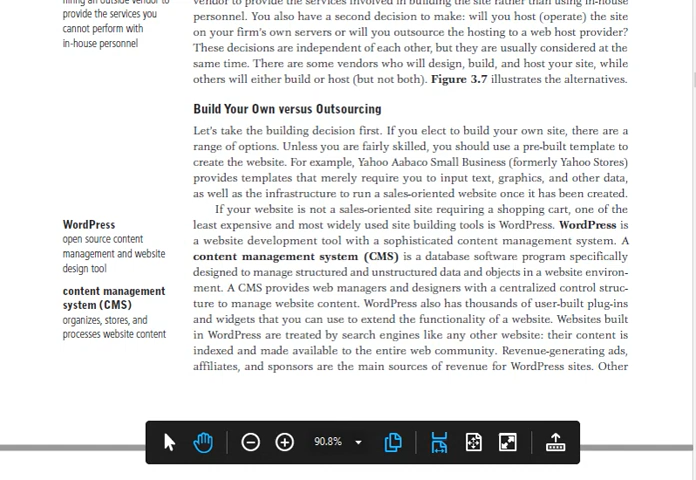 provide the services you
cannot perform with
in-house personnel
vendor to provide the services involved in building the site rather than using in-house
personnel. You also have a second decision to make: will you host (operate) the site
on your firm's own servers or will you outsource the hosting to a web host provider?
These decisions are independent of each other, but they are usually considered at the
same time. There are some vendors who will design, build, and host your site, while
others will either build or host (but not both). Figure 3.7 illustrates the alternatives.
Build Your Own versus Outsourcing
Let's take the building decision first. If you elect to build your own site, there are a
range of options. Unless you are fairly skilled, you should use a pre-built template to
create the website. For example, Yahoo Aabaco Small Business (formerly Yahoo Stores)
provides templates that merely require you to input text, graphics, and other data,
as well as the infrastructure to run a sales-oriented website once it has been created.
If your website is not a sales-oriented site requiring a shopping cart, one of the
least expensive and most widely used site building tools is WordPress. WordPress is
a website development tool with a sophisticated content management system. A
content management system (CMS) is a database software program specifically
designed to manage structured and unstructured data and objects in a website environ-
ment. A CMS provides web managers and designers with a centralized control struc-
ture to manage website content. WordPress also has thousands of user-built plug-ins
and widgets that you can use to extend the functionality of a website. Websites built
in WordPress are treated by search engines like any other website: their content is
indexed and made available to the entire web community. Revenue-generating ads,
affiliates, and sponsors are the main sources of revenue for WordPress sites. Other
WordPress
open source content
management and website
design tool
content management
system (CMS)
organizes, stores, and
processes website content
90.8%